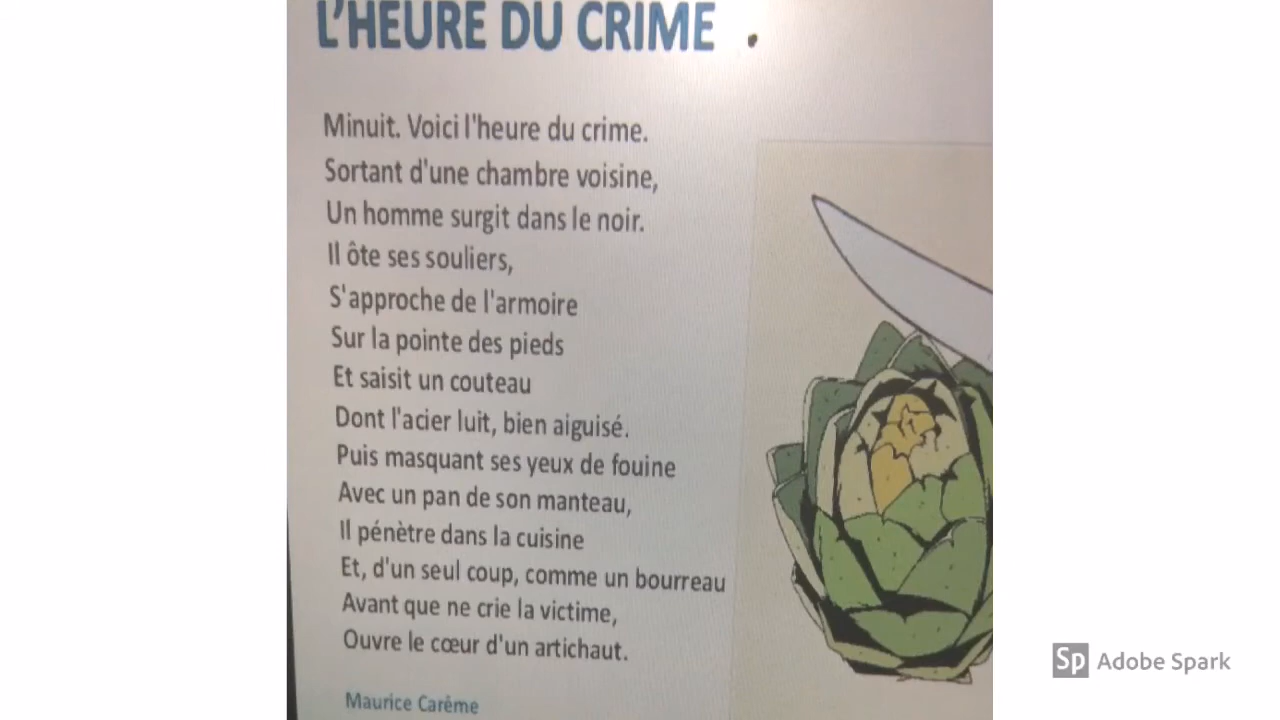 L'HEURE DU CRIME .
Minuit. Voici l'heure du crime.
Sortant d'une chambre voisine,
Un homme surgit dans le noir.
Il ôte ses souliers,
S'approche de l'armoire
Sur la pointe des pieds
Et saisit un couteau
Dont l'acier luit, bien aiguisé.
Puis masquant ses yeux de fouine
Avec un pan de son manteau,
Il pénètre dans la cuisine
Et, d'un seul coup, comme un bourreau
Avant que ne crie la victime,
Ouvre le cœur d'un artichaut.
Maurice Carême
Sp Adobe Spark